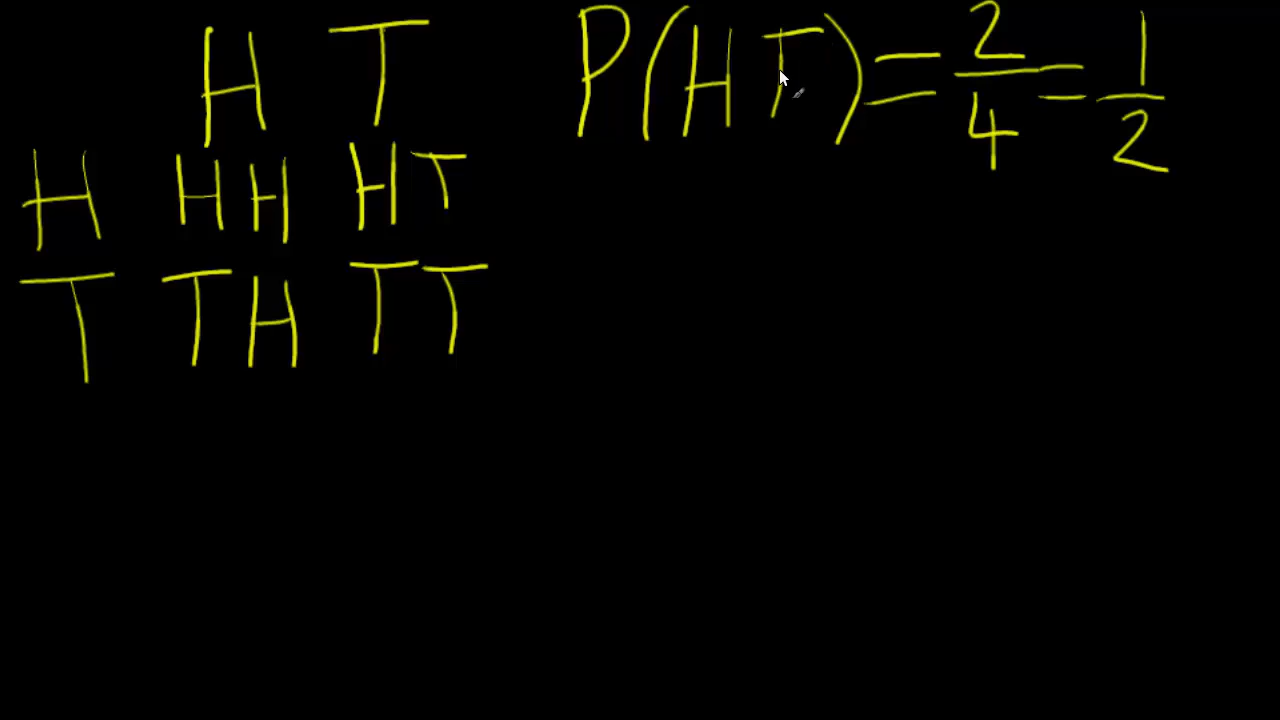 H T
P(HT) = 2/4 = 1/2
H HH HT
T TH TT